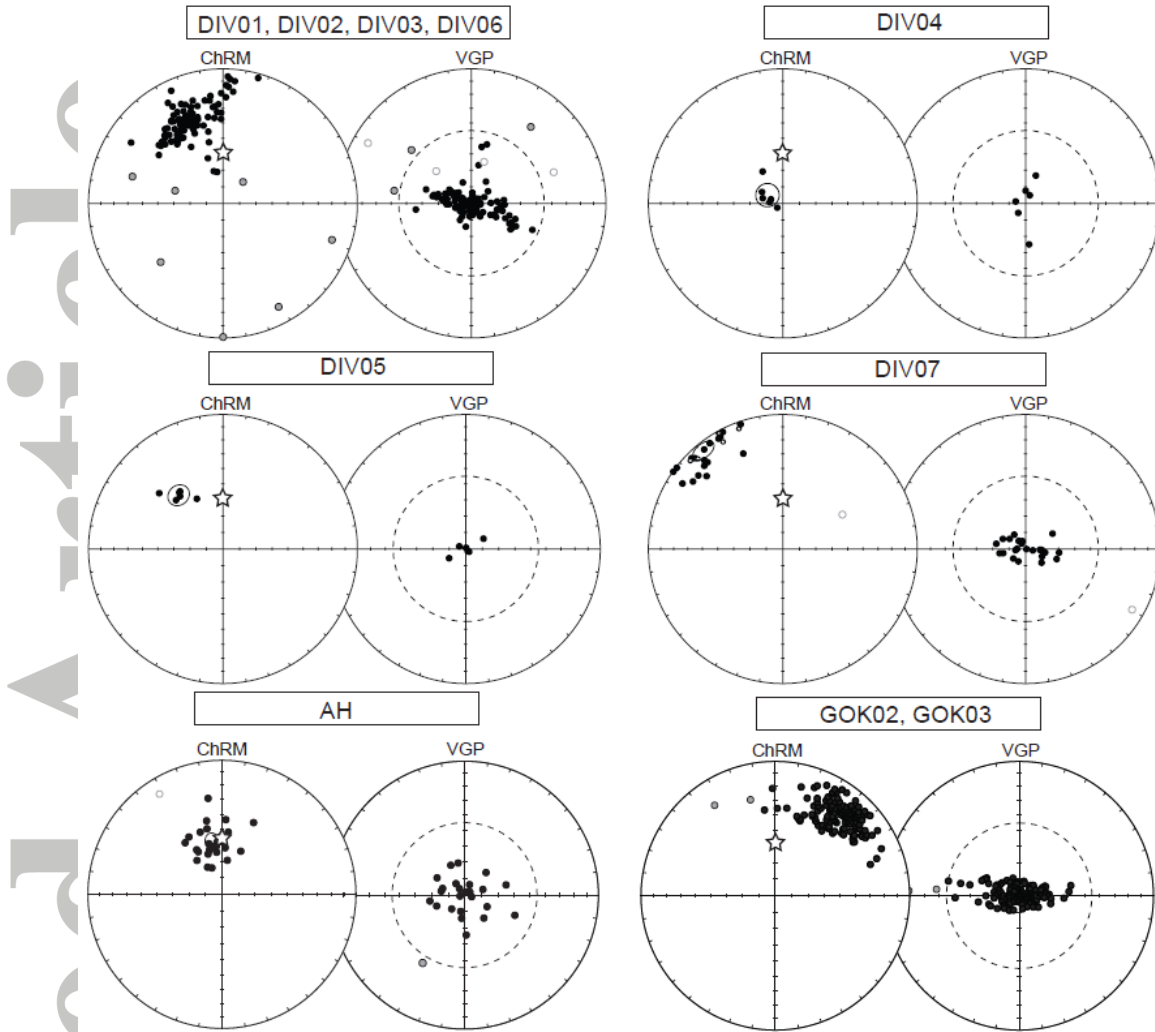 DIV01, DIV02, DIV03, DIV06
ChRM
VGP
DIV04
ChRM
VGP
DIV05
ChRM
VGP
DIV07
ChRM
VGP
AH
ChRM
VGP
GOK02, GOK03
ChRM
VGP
d Articl